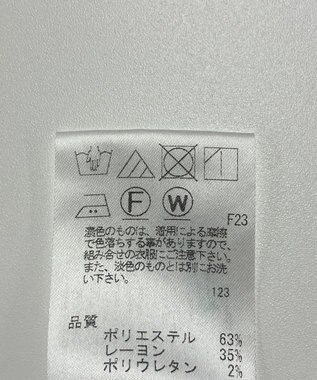 F W F23
濃色のものは、着用による摩擦
で色落ちする事がありますので、
組み合せの衣服にご注意下さい。
また、淡色のものとは別にお洗
い下さい。
123
品質
ポリエステル 63%
レーヨン 35%
ポリウレタン 2%